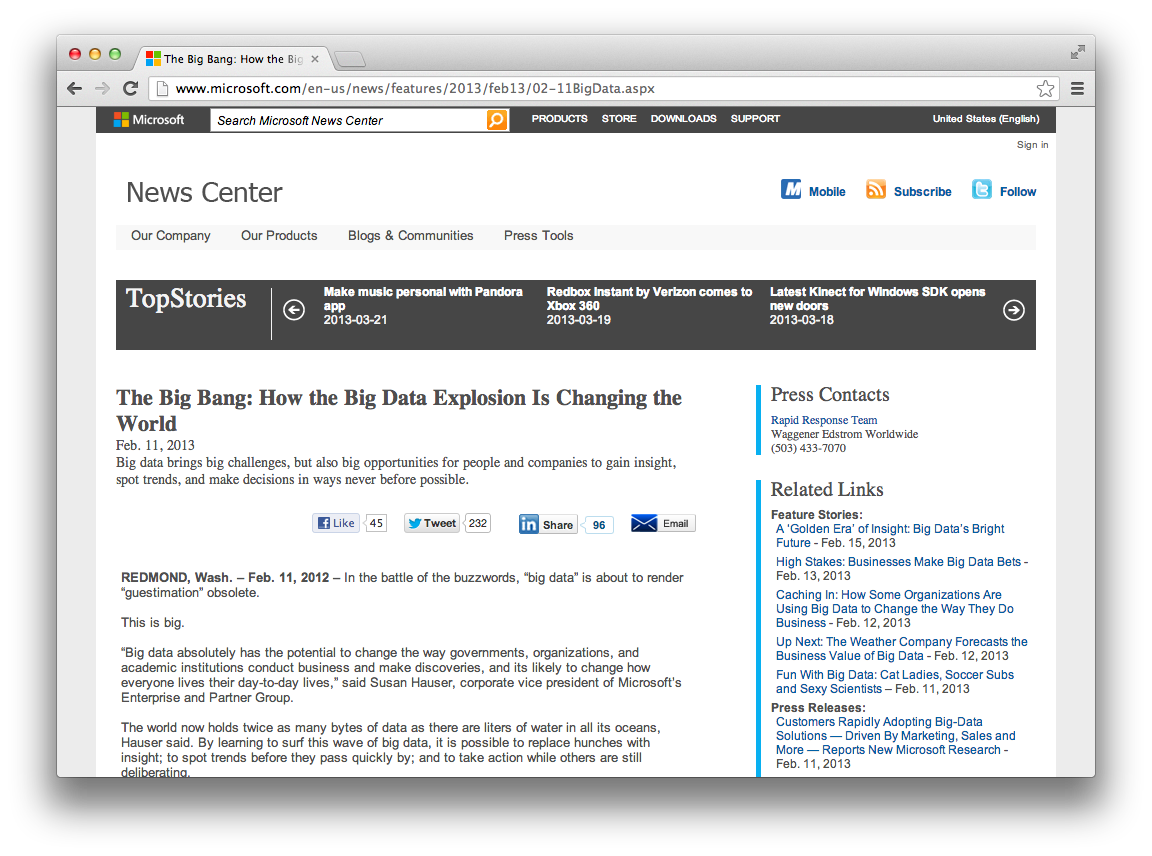 The Big Bang: How the Big
www.microsoft.com/en-us/news/features/2013/feb13/02-11BigData.aspx
Microsoft
Search Microsoft News Center
PRODUCTS STORE DOWNLOADS SUPPORT
United States (English)
Sign in
News Center
Mobile
Subscribe
Follow
Our Company Our Products Blogs & Communities Press Tools
TopStories
Make music personal with Pandora
app
2013-03-21
Redbox Instant by Verizon comes to
Xbox 360
2013-03-19
Latest Kinect for Windows SDK opens
new doors
2013-03-18
The Big Bang: How the Big Data Explosion Is Changing the
World
Feb. 11, 2013
Big data brings big challenges, but also big opportunities for people and companies to gain insight,
spot trends, and make decisions in ways never before possible.
Like 45 Tweet 232 Share 96 Email
REDMOND, Wash. – Feb. 11, 2012 – In the battle of the buzzwords, “big data” is about to render
“guestimation” obsolete.
This is big.
“Big data absolutely has the potential to change the way governments, organizations, and
academic institutions conduct business and make discoveries, and its likely to change how
everyone lives their day-to-day lives,” said Susan Hauser, corporate vice president of Microsoft’s
Enterprise and Partner Group.
The world now holds twice as many bytes of data as there are liters of water in all its oceans,
Hauser said. By learning to surf this wave of big data, it is possible to replace hunches with
insight; to spot trends before they pass quickly by; and to take action while others are still
deliberating.
Press Contacts
Rapid Response Team
Waggener Edstrom Worldwide
(503) 433-7070
Related Links
Feature Stories:
A ‘Golden Era’ of Insight: Big Data’s Bright
Future - Feb. 15, 2013
High Stakes: Businesses Make Big Data Bets -
Feb. 13, 2013
Caching In: How Some Organizations Are
Using Big Data to Change the Way They Do
Business - Feb. 12, 2013
Up Next: The Weather Company Forecasts the
Business Value of Big Data - Feb. 12, 2013
Fun With Big Data: Cat Ladies, Soccer Subs
and Sexy Scientists – Feb. 11, 2013
Press Releases:
Customers Rapidly Adopting Big-Data
Solutions — Driven By Marketing, Sales and
More — Reports New Microsoft Research -
Feb. 11, 2013